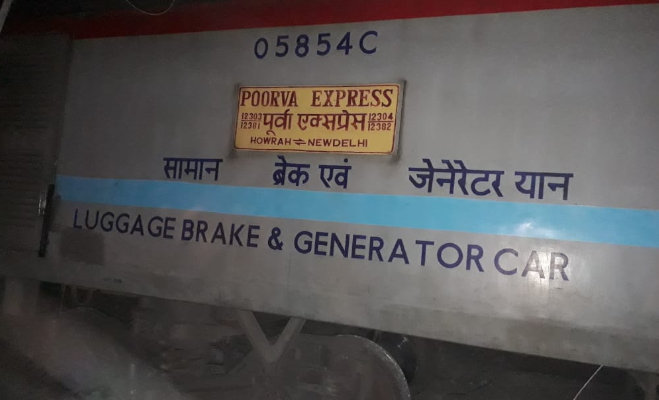 05854C
POORVA EXPRESS
12303 पूर्वा एक्सप्रेस 12304
12381 12382
HOWRAH ⇌ NEWDELHI
सामान ब्रेक एवं जेनेरेटर यान
LUGGAGE BRAKE & GENERATOR CAR